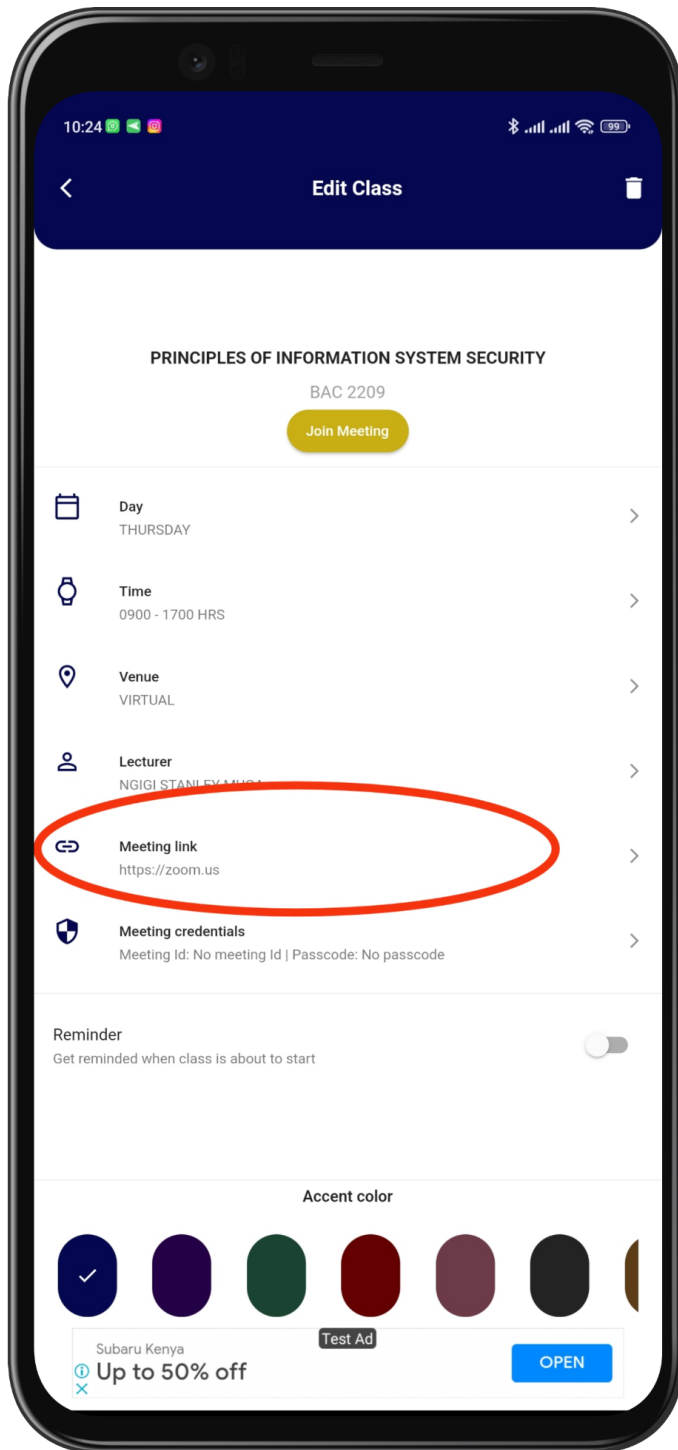 10:24
99
Edit Class
PRINCIPLES OF INFORMATION SYSTEM SECURITY
BAC 2209
Join Meeting
Day
THURSDAY
Time
0900 - 1700 HRS
Venue
VIRTUAL
Lecturer
NGIGI STANLEY
Meeting link
https://zoom.us
Meeting credentials
Meeting Id: No meeting Id | Passcode: No passcode
Reminder
Get reminded when class is about to start
Accent color
Test Ad
Subaru Kenya
Up to 50% off
OPEN